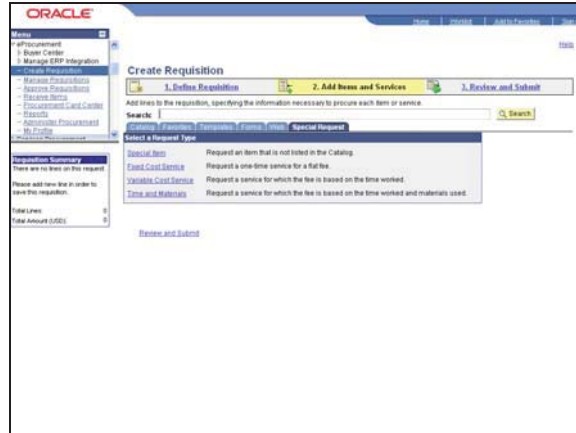 ORACLE
Home Worklist Add to Favorites Sign
Menu
eProcurement
Buyer Center
Manage ERP Integration
Create Requisition
Manage Requisitions
Approve Requisitions
Receive Items
Procurement Card Center
Reports
Administer Procurement
My Profile
Services Procurement
Requisition Summary
There are no lines on this request.
Please add new line in order to
save this requisition.
Total Lines: 0
Total Amount (USD): 0
Help
Create Requisition
1. Define Requisition 2. Add Items and Services 3. Review and Submit
Add lines to the requisition, specifying the information necessary to procure each item or service.
Search: Search
Catalog Favorites Templates Forms Web Special Request
Select a Request Type
Special Item Request an item that is not listed in the Catalog.
Fixed Cost Service Request a one-time service for a flat fee.
Variable Cost Service Request a service for which the fee is based on the time worked.
Time and Materials Request a service for which the fee is based on the time worked and materials used.
Review and Submit